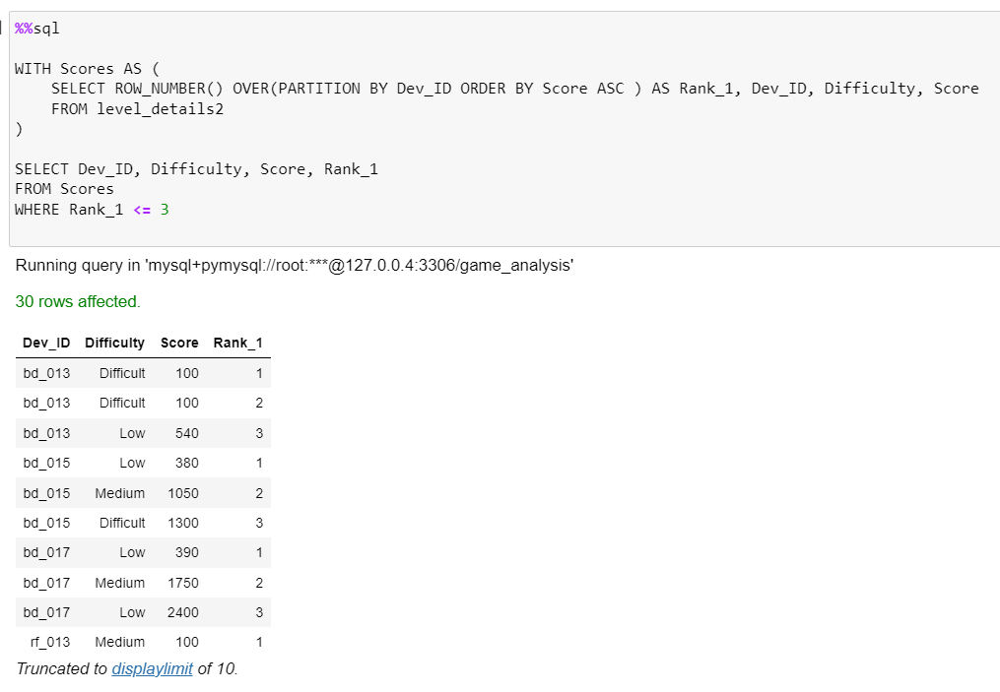 %%sql
WITH Scores AS (
    SELECT ROW_NUMBER() OVER(PARTITION BY Dev_ID ORDER BY Score ASC ) AS Rank_1, Dev_ID, Difficulty, Score
    FROM level_details2
)
SELECT Dev_ID, Difficulty, Score, Rank_1
FROM Scores
WHERE Rank_1 <= 3
Running query in 'mysql+pymysql://root:***@127.0.0.4:3306/game_analysis'
30 rows affected.
Dev_ID Difficulty Score Rank_1
bd_013 Difficult 100 1
bd_013 Difficult 100 2
bd_013 Low 540 3
bd_015 Low 380 1
bd_015 Medium 1050 2
bd_015 Difficult 1300 3
bd_017 Low 390 1
bd_017 Medium 1750 2
bd_017 Low 2400 3
rf_013 Medium 100 1
Truncated to displaylimit of 10.